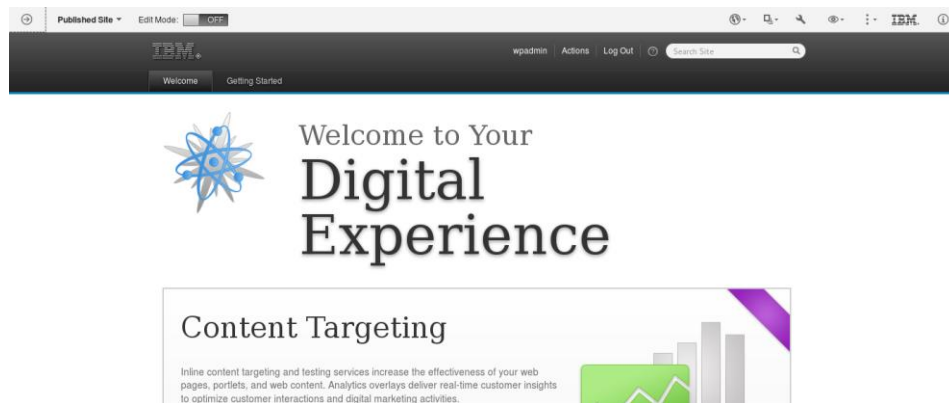 Published Site Edit Mode: OFF IBM.
IBM. wpadmin Actions Log Out Search Site
Welcome Getting Started
Welcome to Your
Digital
Experience
Content Targeting
Inline content targeting and testing services increase the effectiveness of your web
pages, portlets, and web content. Analytics overlays deliver real-time customer insights
to optimize customer interactions and digital marketing activities.